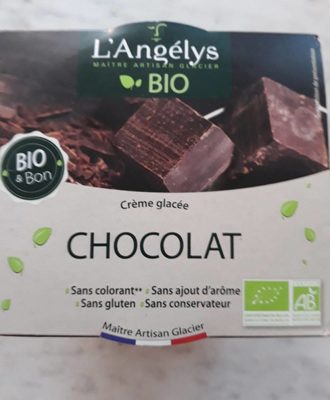 L'Angélys
MAÎTRE ARTISAN GLACIER
BIO
BIO
& Bon
Crème glacée
CHOCOLAT
Sans colorant** Sans ajout d'arôme
Sans gluten Sans conservateur
AB
Maître Artisan Glacier